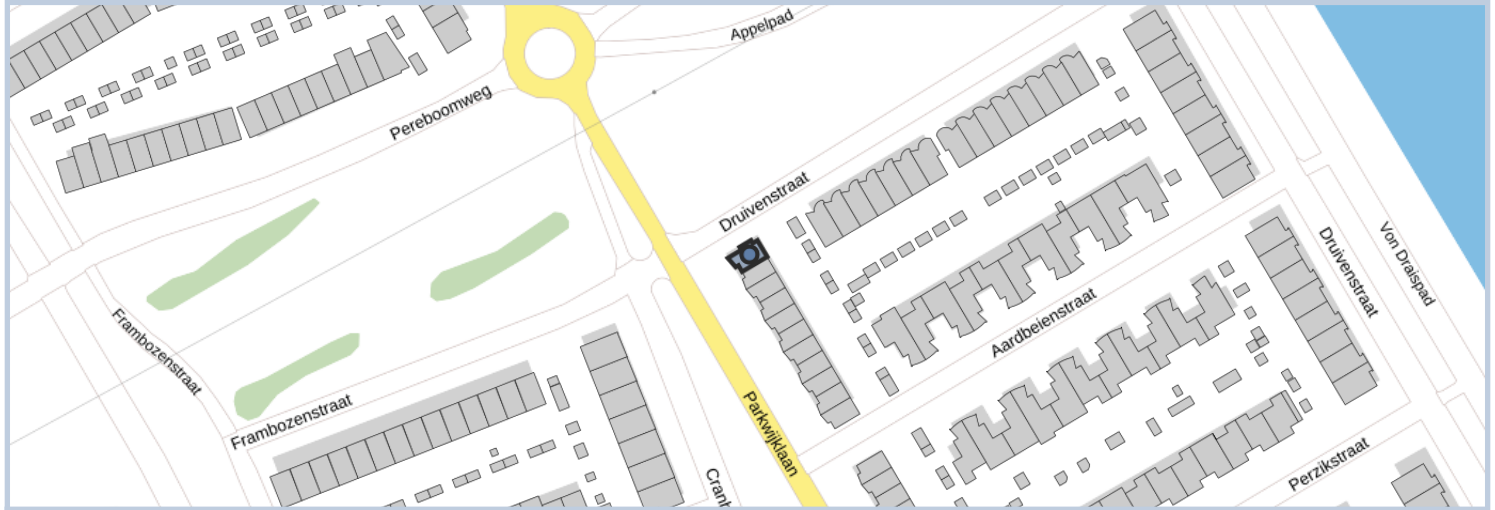 Appelpad
Pereboomweg
Druivenstraat
Druivenstraat
Von Draispad
Aardbeienstraat
Frambozenstraat
Frambozenstraat
Parkwijklaan
Perzikstraat